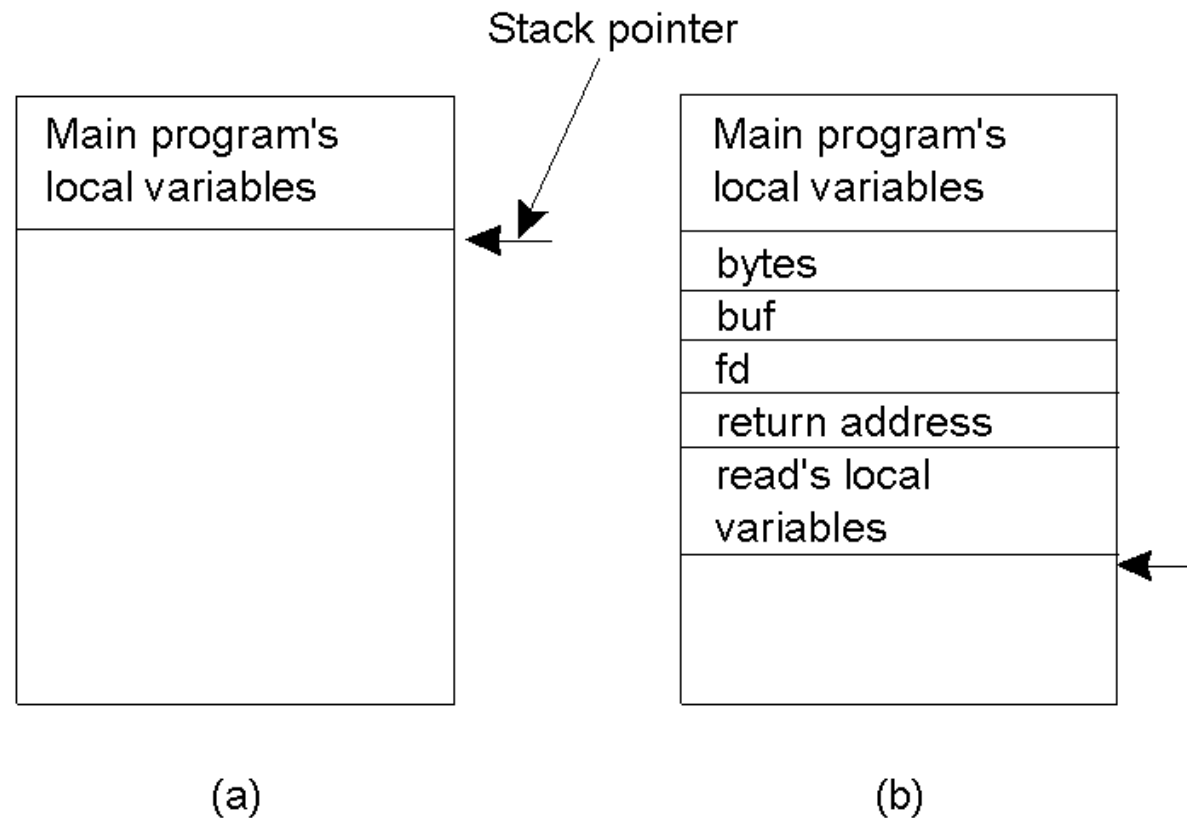 Stack pointer
Main program's
local variables
(a)
Main program's
local variables
bytes
buf
fd
return address
read's local
variables
(b)